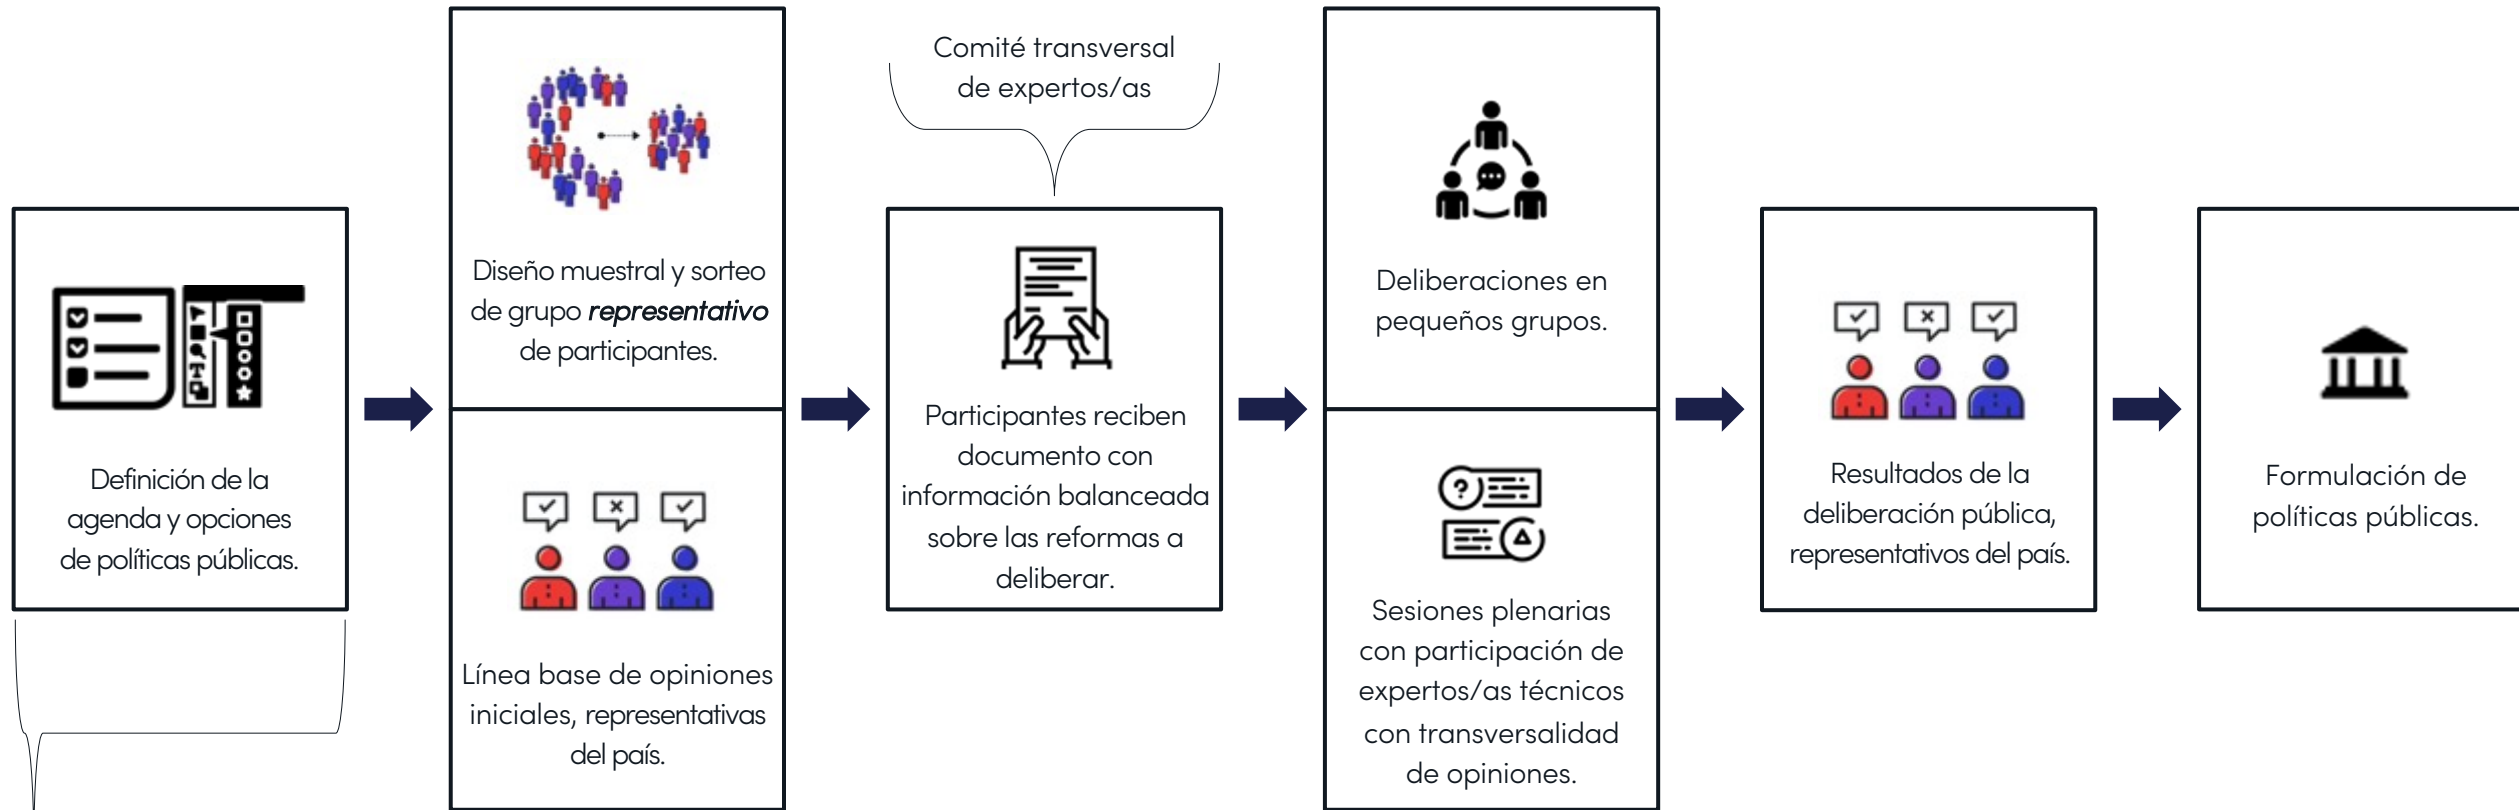 Definición de la
agenda y opciones
de políticas públicas.
Diseño muestral y sorteo
de grupo representativo
de participantes.
Línea base de opiniones
iniciales, representativas
del país.
Comité transversal
de expertos/as
Participantes reciben
documento con
información balanceada
sobre las reformas a
deliberar.
Deliberaciones en
pequeños grupos.
Sesiones plenarias
con participación de
expertos/as técnicos
con transversalidad
de opiniones.
Resultados de la
deliberación pública,
representativos del país.
Formulación de
políticas públicas.